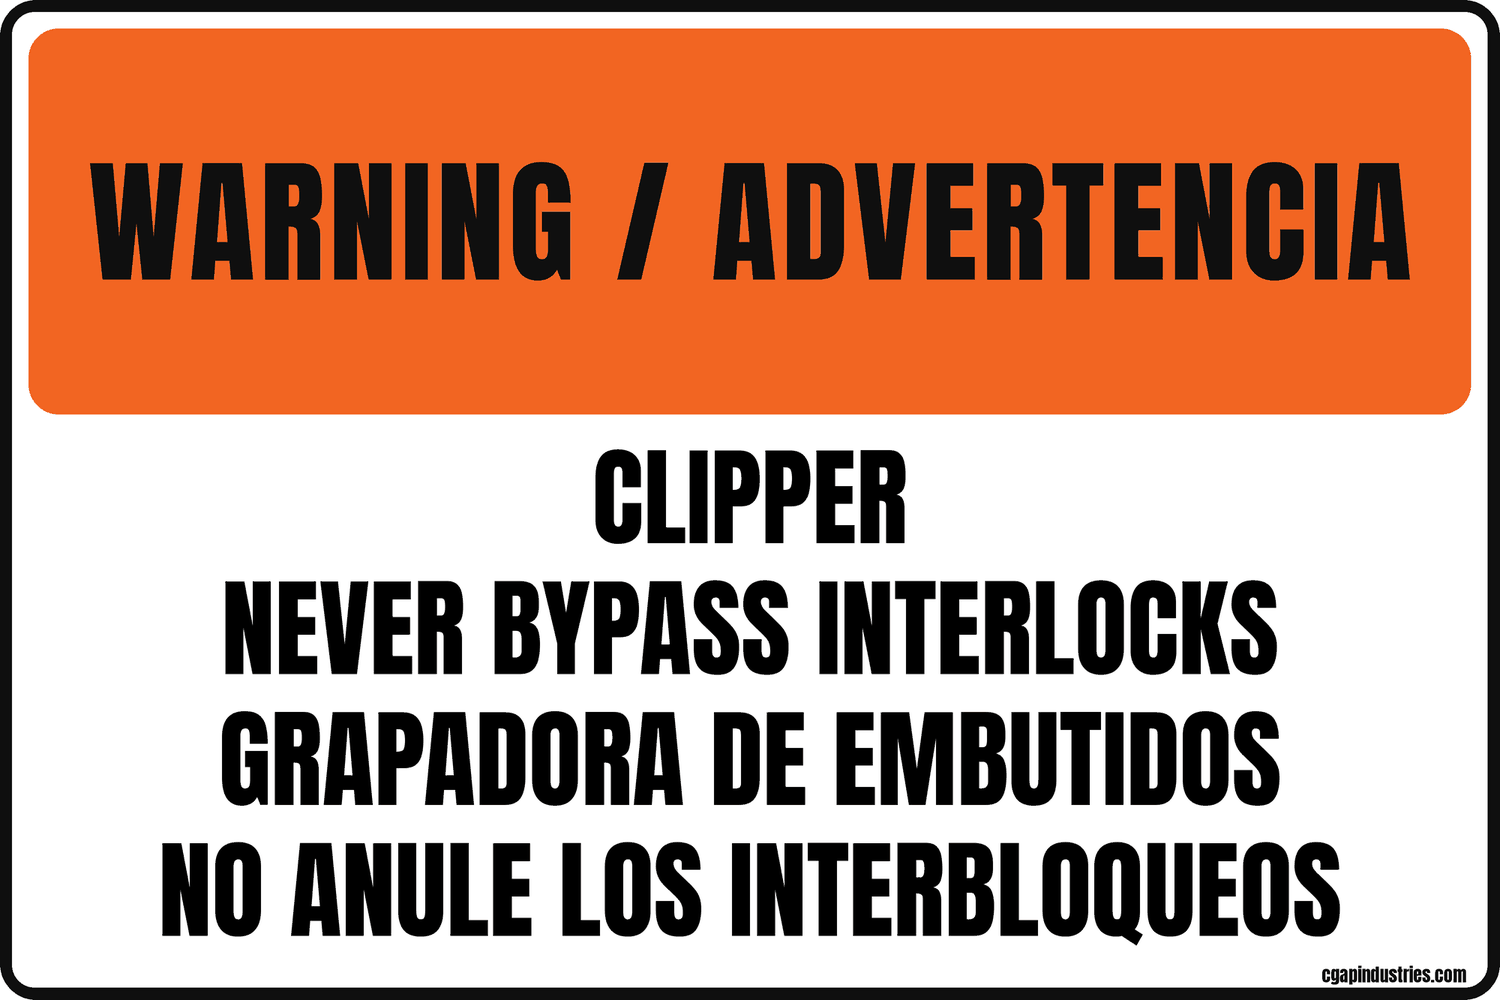 WARNING / ADVERTENCIA
CLIPPER
NEVER BYPASS INTERLOCKS
GRAPADORA DE EMBUTIDOS
NO ANULE LOS INTERBLOQUEOS
cgapindustries.com